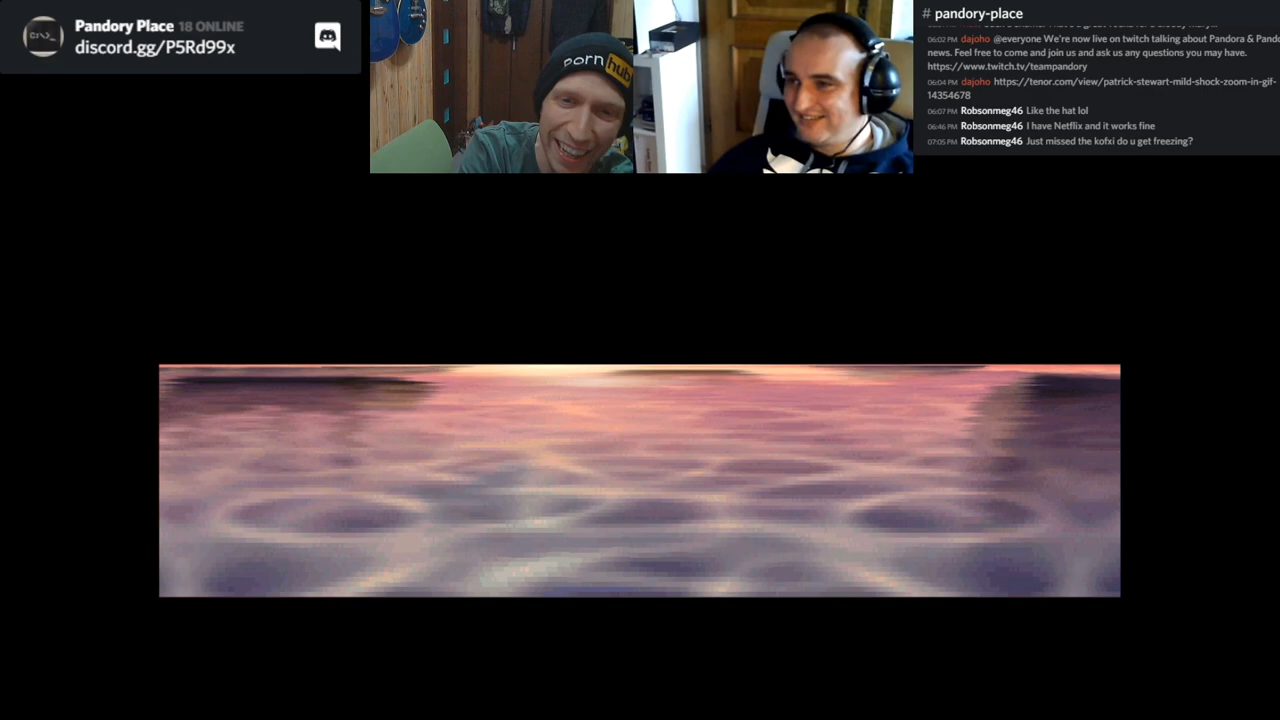 Pandory Place 18 ONLINE
discord.gg/P5Rd99x
Porn hub
# pandory-place
06:02 PM dajoho @everyone We're now live on twitch talking about Pandora & Pand
news. Feel free to come and join us and ask us any questions you may have.
https://www.twitch.tv/teampandory
06:04 PM dajoho https://tenor.com/view/patrick-stewart-mild-shock-zoom-in-gif-
14354678
06:07 PM Robsonmeg46 Like the hat lol
06:46 PM Robsonmeg46 I have Netflix and it works fine
07:05 PM Robsonmeg46 Just missed the kofxi do u get freezing?